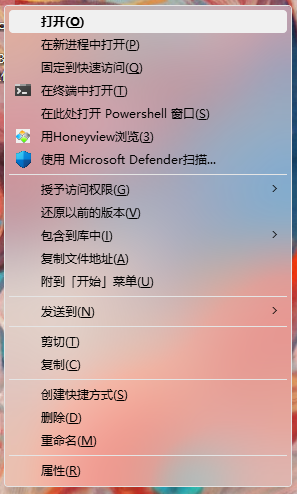 打开(O)
在新进程中打开(P)
固定到快速访问(Q)
在终端中打开(T)
在此处打开 Powershell 窗口(S)
用Honeyview浏览(3)
使用 Microsoft Defender扫描...
授予访问权限(G)
还原以前的版本(V)
包含到库中(I)
复制文件地址(A)
附到「开始」菜单(U)
发送到(N)
剪切(T)
复制(C)
创建快捷方式(S)
删除(D)
重命名(M)
属性(R)